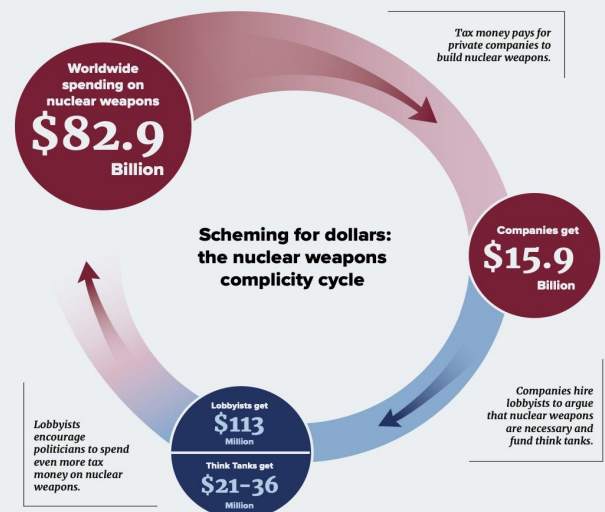 Tax money pays for
private companies to
build nuclear weapons.
Worldwide
spending on
nuclear weapons
$82.9
Billion
Scheming for dollars:
the nuclear weapons
complicity cycle
Companies get
$15.9
Billion
Companies hire
lobbyists to argue
that nuclear weapons
are necessary and
fund think tanks.
Lobbyists get
$113
Million
Think Tanks get
$21-36
Million
Lobbyists
encourage
politicians to spend
even more tax
money on nuclear
weapons.